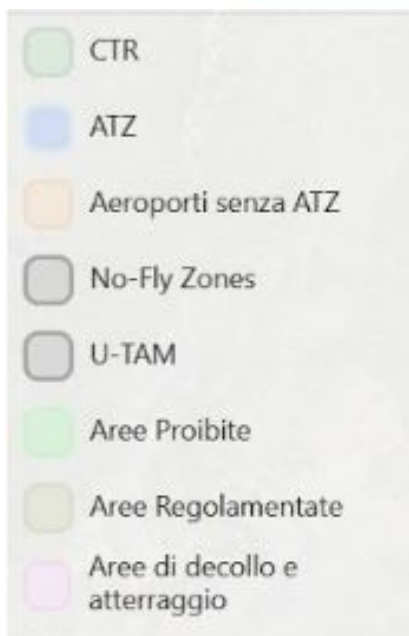 CTR
ATZ
Aeroporti senza ATZ
No-Fly Zones
U-TAM
Aree Proibite
Aree Regolamentate
Aree di decollo e
atterraggio